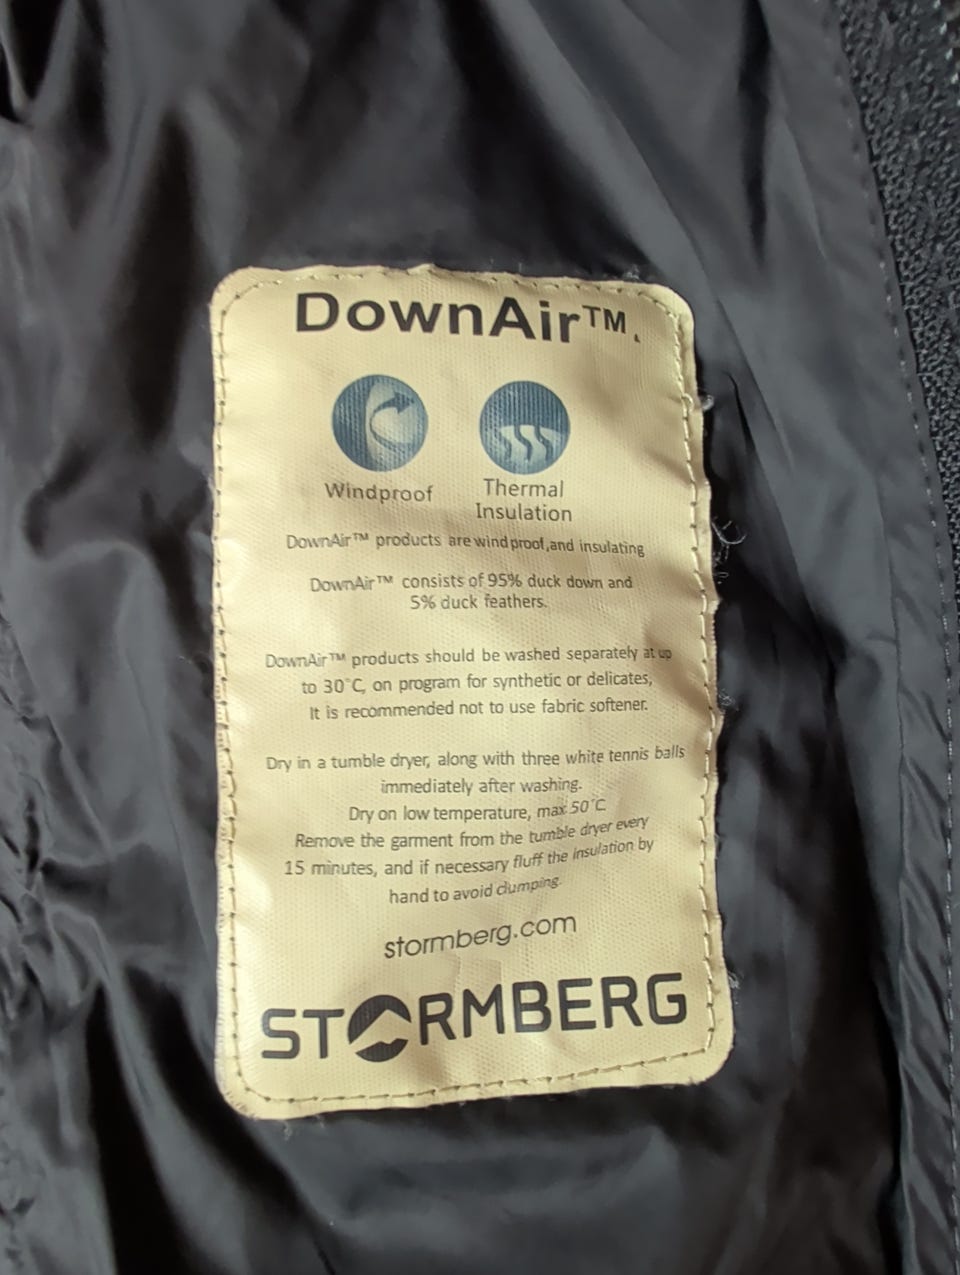 DownAir™
Windproof
Thermal
Insulation
DownAir™ products are windproof,and insulating
DownAir™ consists of 95% duck down and
5% duck feathers.
DownAir™ products should be washed separately at up
to 30°C, on program for synthetic or delicates,
It is recommended not to use fabric softener.
Dry in a tumble dryer, along with three white tennis balls
immediately after washing.
Dry on low temperature, max 50°C
Remove the garment from the tumble dryer every
15 minutes, and if necessary fluff the insulation by
hand to avoid clumping.
stormberg.com
STORMBERG